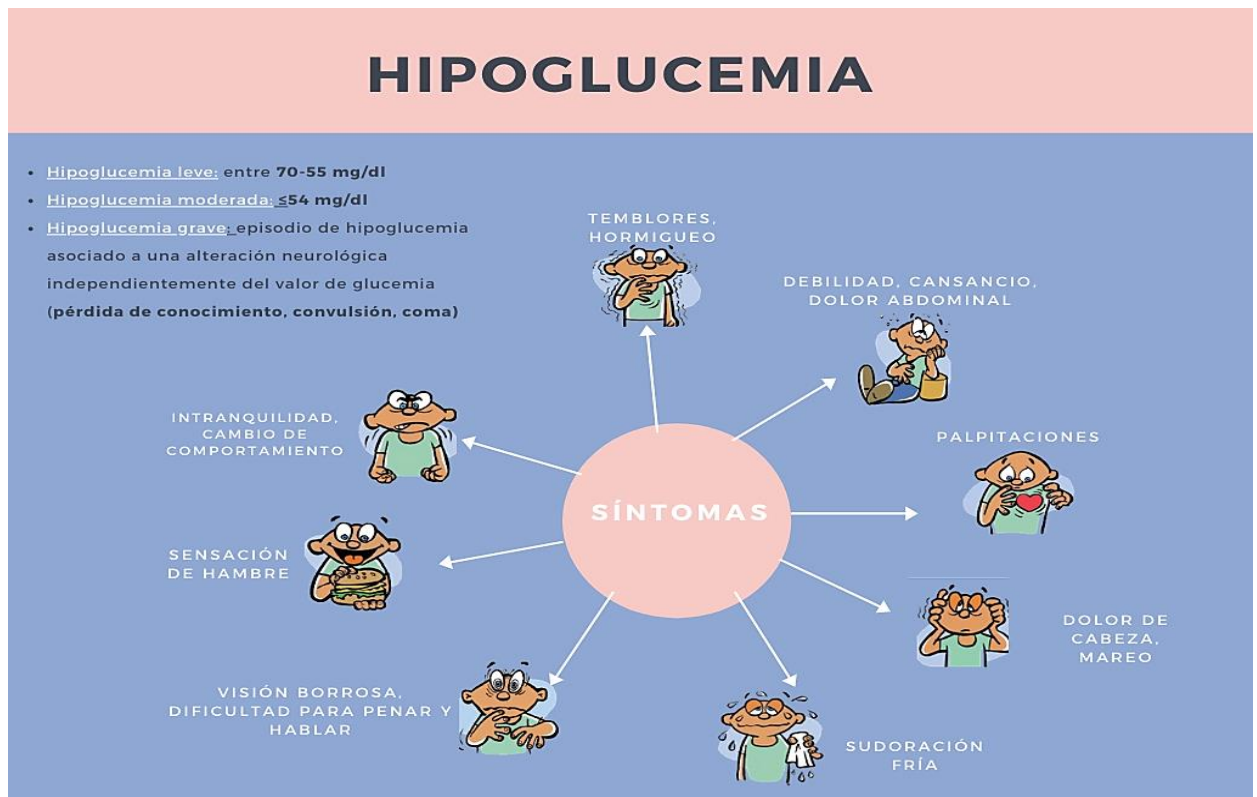 HIPOGLUCEMIA
• Hipoglucemia leve: entre 70-55 mg/dl
• Hipoglucemia moderada: ≤54 mg/dl
• Hipoglucemia grave: episodio de hipoglucemia
asociado a una alteración neurológica
independientemente del valor de glucemia
(pérdida de conocimiento, convulsión, coma)
TEMBLORES,
HORMIGUEO
DEBILIDAD, CANSANCIO,
DOLOR ABDOMINAL
INTRANQUILIDAD,
CAMBIO DE
COMPORTAMIENTO
PALPITACIONES
SÍNTOMAS
SENSACIÓN
DE HAMBRE
DOLOR DE
CABEZA,
MAREO
VISIÓN BORROSA,
DIFICULTAD PARA PENAR Y
HABLAR
SUDORACIÓN
FRÍA